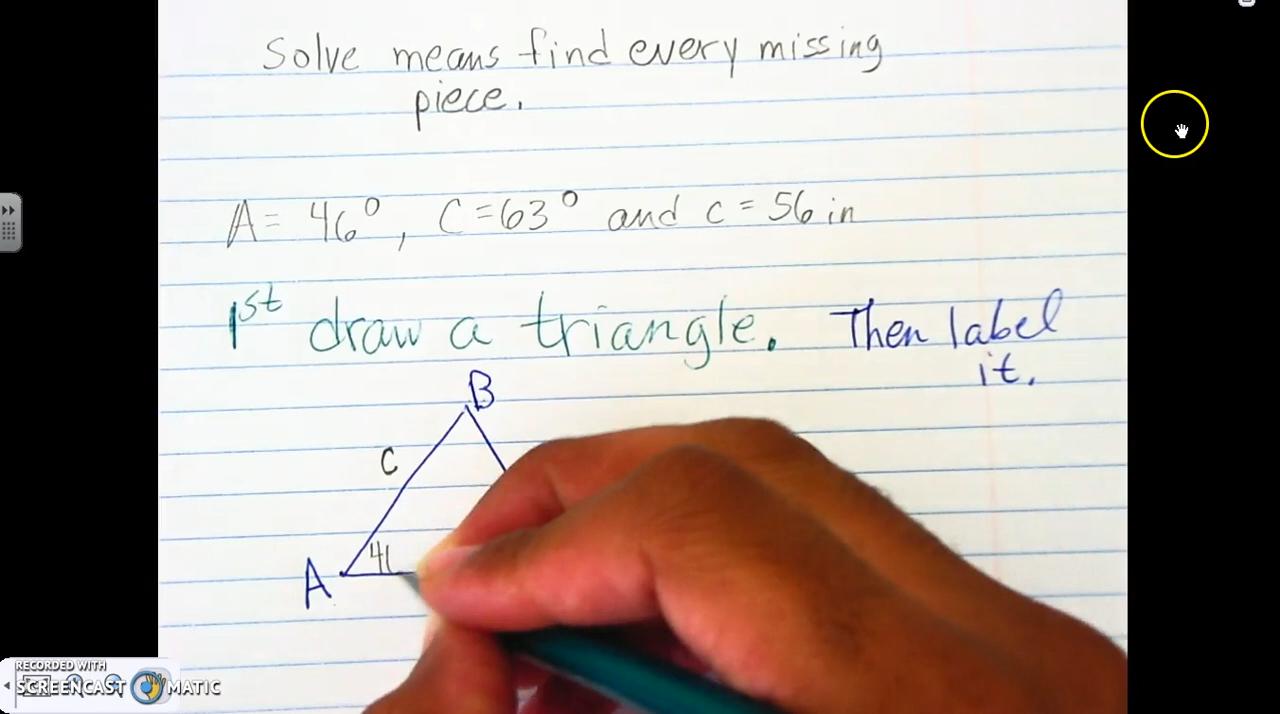 Solve means find every missing
piece.
A = 46°, C = 63° and c = 56 in
1st draw a triangle. Then label
it.
B
c
A
RECORDED WITH
SCREENCAST MATIC